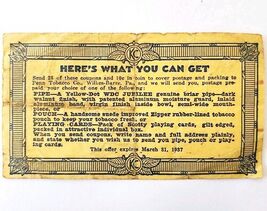 HERE'S WHAT YOU CAN GET
Send 25 of these coupons and 10c in coin to cover postage and packing to
Penn Tobacco Co., Wilkes-Barre, Pa., and we will send you, postage pre-
paid your choice of one of the following:
PIPE—A Yellow-Dot WDC JUBILEE genuine briar pipe—dark
walnut finish, with patented aluminum moisture guard, inlaid
aluminum band, virgin finish, inside bowl, semi-wide mouth-
piece, or
POUCH—A handsome suede improved Zipper rubber-lined tobacco
pouch to keep your tobacco fresh, or
PLAYING CARDS—Pack of Scotty playing cards, gilt edged,
packed in attractive individual box.
When you send coupons, write name and full address plainly,
and state whether you wish us to send you pipe, pouch or play-
ing cards.
This offer expires March 31, 1937